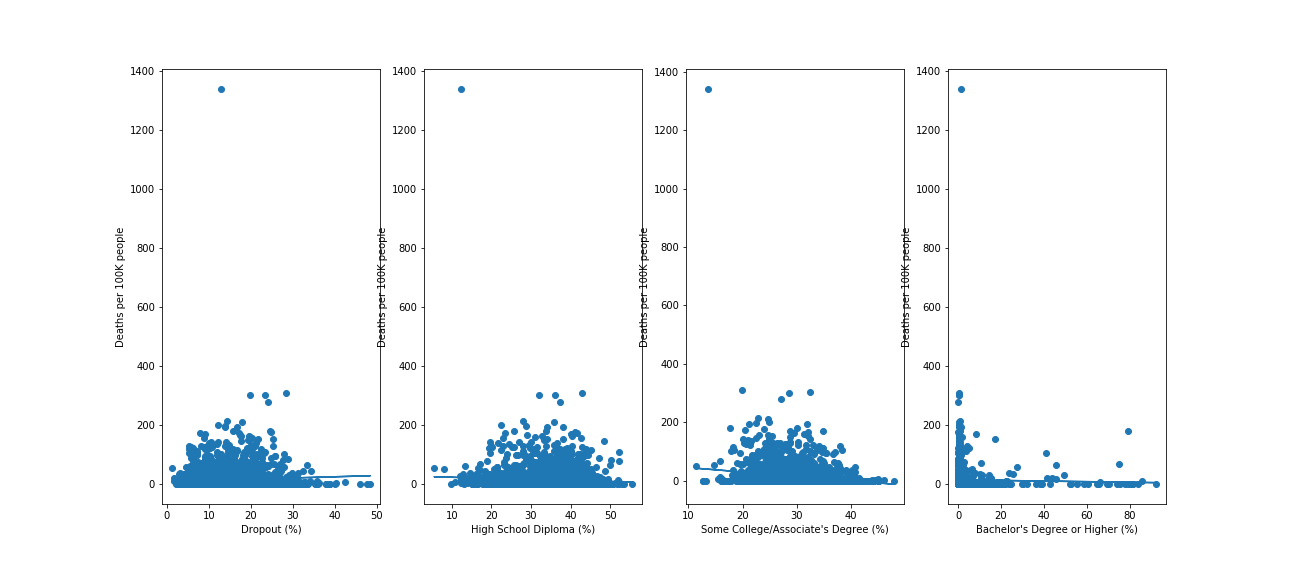 1400
1200
1000
800
600
400
200
0
Deaths per 100K people
0 10 20 30 40 50
Dropout (%)
1400
1200
1000
800
600
400
200
0
Deaths per 100K people
10 20 30 40 50
High School Diploma (%)
1400
1200
1000
800
600
400
200
0
Deaths per 100K people
10 20 30 40
Some College/Associate's Degree (%)
1400
1200
1000
800
600
400
200
0
Deaths per 100K people
0 20 40 60 80
Bachelor's Degree or Higher (%)